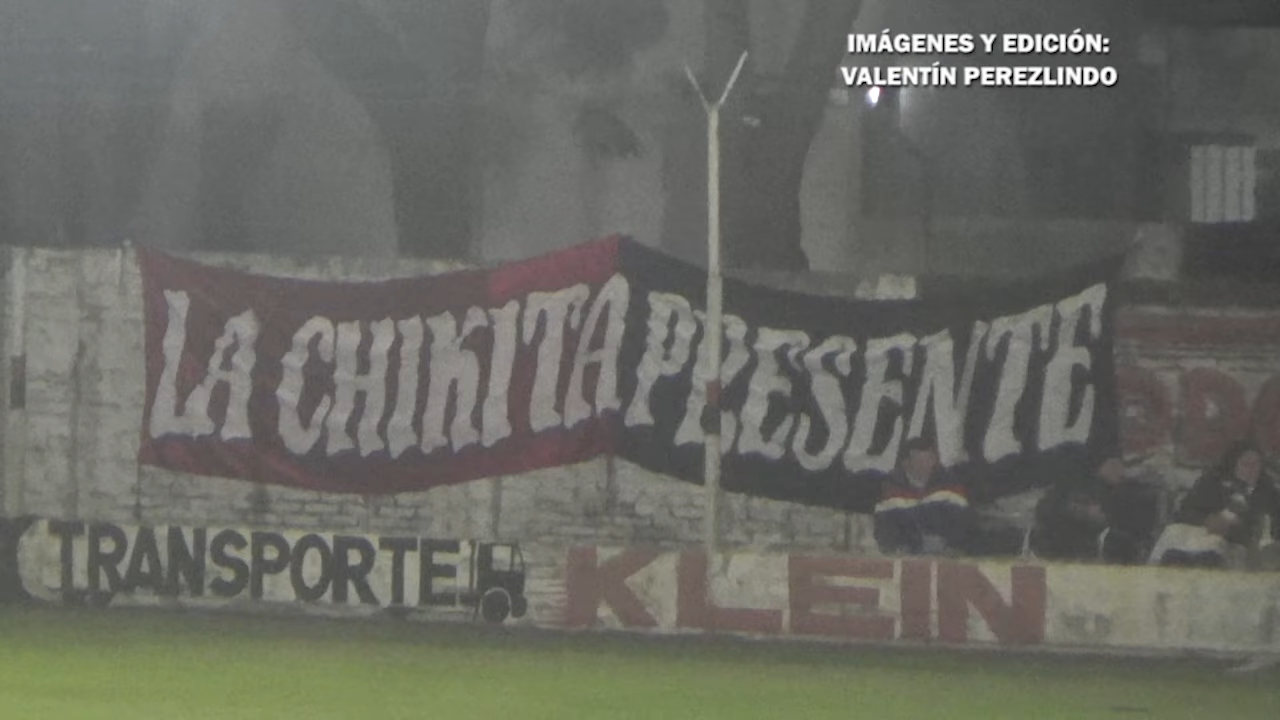 IMÁGENES Y EDICIÓN:
VALENTÍN PEREZLINDO
LA CHIKITA PRESENTE
TRANSPORTE KLEIN